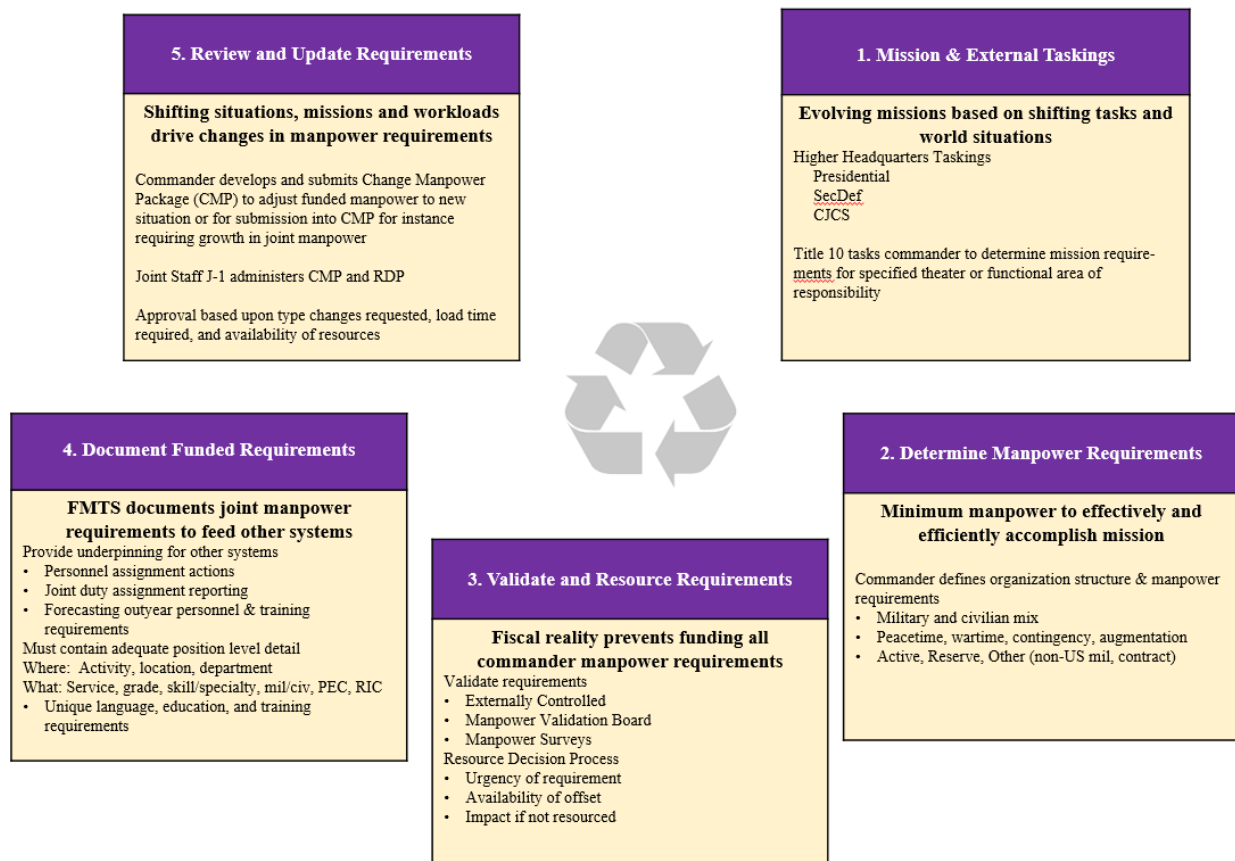 5. Review and Update Requirements
Shifting situations, missions and workloads
drive changes in manpower requirements
Commander develops and submits Change Manpower
Package (CMP) to adjust funded manpower to new
situation or for submission into CMP for instance
requiring growth in joint manpower
Joint Staff J-1 administers CMP and RDP
Approval based upon type changes requested, load time
required, and availability of resources
1. Mission & External Taskings
Evolving missions based on shifting tasks and
world situations
Higher Headquarters Taskings
Presidential
SecDef
CJCS
Title 10 tasks commander to determine mission require-
ments for specified theater or functional area of
responsibility
4. Document Funded Requirements
FMTS documents joint manpower
requirements to feed other systems
Provide underpinning for other systems
• Personnel assignment actions
• Joint duty assignment reporting
• Forecasting outyear personnel & training
requirements
Must contain adequate position level detail
Where: Activity, location, department
What: Service, grade, skill/specialty, mil/civ, PEC, RIC
• Unique language, education, and training
requirements
3. Validate and Resource Requirements
Fiscal reality prevents funding all
commander manpower requirements
Validate requirements
• Externally Controlled
• Manpower Validation Board
• Manpower Surveys
Resource Decision Process
• Urgency of requirement
• Availability of offset
• Impact if not resourced
2. Determine Manpower Requirements
Minimum manpower to effectively and
efficiently accomplish mission
Commander defines organization structure & manpower
requirements
• Military and civilian mix
• Peacetime, wartime, contingency, augmentation
• Active, Reserve, Other (non-US mil, contract)